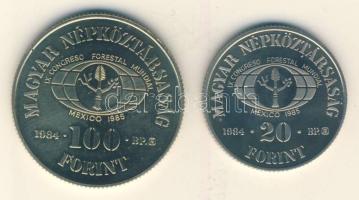 MAGYAR NÉPKÖZTÁRSASÁG
IX. CONGRESO FORESTAL MUNDIAL
MEXICO 1985
1984 • 100 • BP.
FORINT
MAGYAR NÉPKÖZTÁRSASÁG
IX. CONGRESO FORESTAL MUNDIAL
MEXICO 1985
1984 • 20 • BP.
FORINT
darabanth